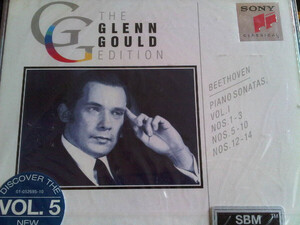 THE
GLENN
GOULD
EDITION
SONY
CLASSICAL
BEETHOVEN
PIANO SONATAS,
VOL. I
NOS. 1-3
NOS. 5-10
NOS. 12-14
DISCOVER THE
VOL. 5
NEW
SBM